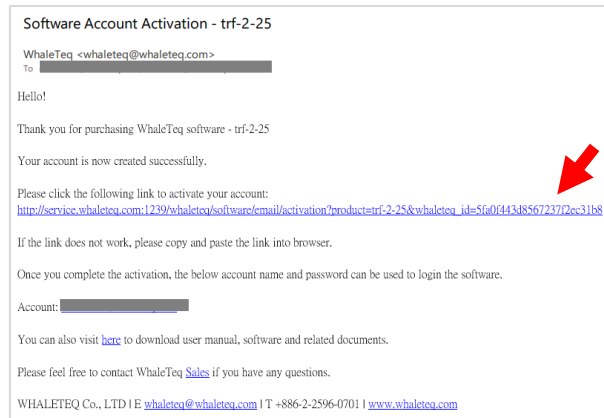 Software Account Activation - trf-2-25
WhaleTeq <whaleteq@whaleteq.com>
To
Hello!
Thank you for purchasing WhaleTeq software - trf-2-25
Your account is now created successfully.
Please click the following link to activate your account:
http://service.whaleteq.com:1239/whaleteq/software/email/activation?product=trf-2-25&whaleteq_id=5fa0f443d8567237f2ec31b8
If the link does not work, please copy and paste the link into browser.
Once you complete the activation, the below account name and password can be used to login the software.
Account:
You can also visit here to download user manual, software and related documents.
Please feel free to contact WhaleTeq Sales if you have any questions.
WHALETEQ Co., LTD I E whaleteq@whaleteq.com I T +886-2-2596-0701 I www.whaleteq.com